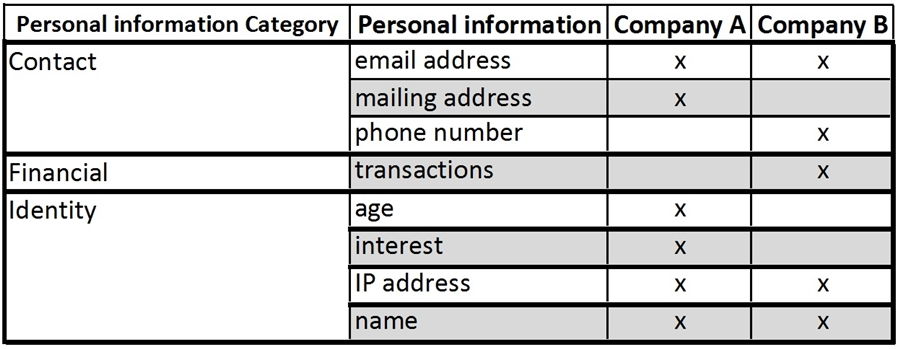 Personal information Category Personal information Company A Company B
Contact email address x x
mailing address x
phone number x
Financial transactions x
Identity age x
interest x
IP address x x
name x x